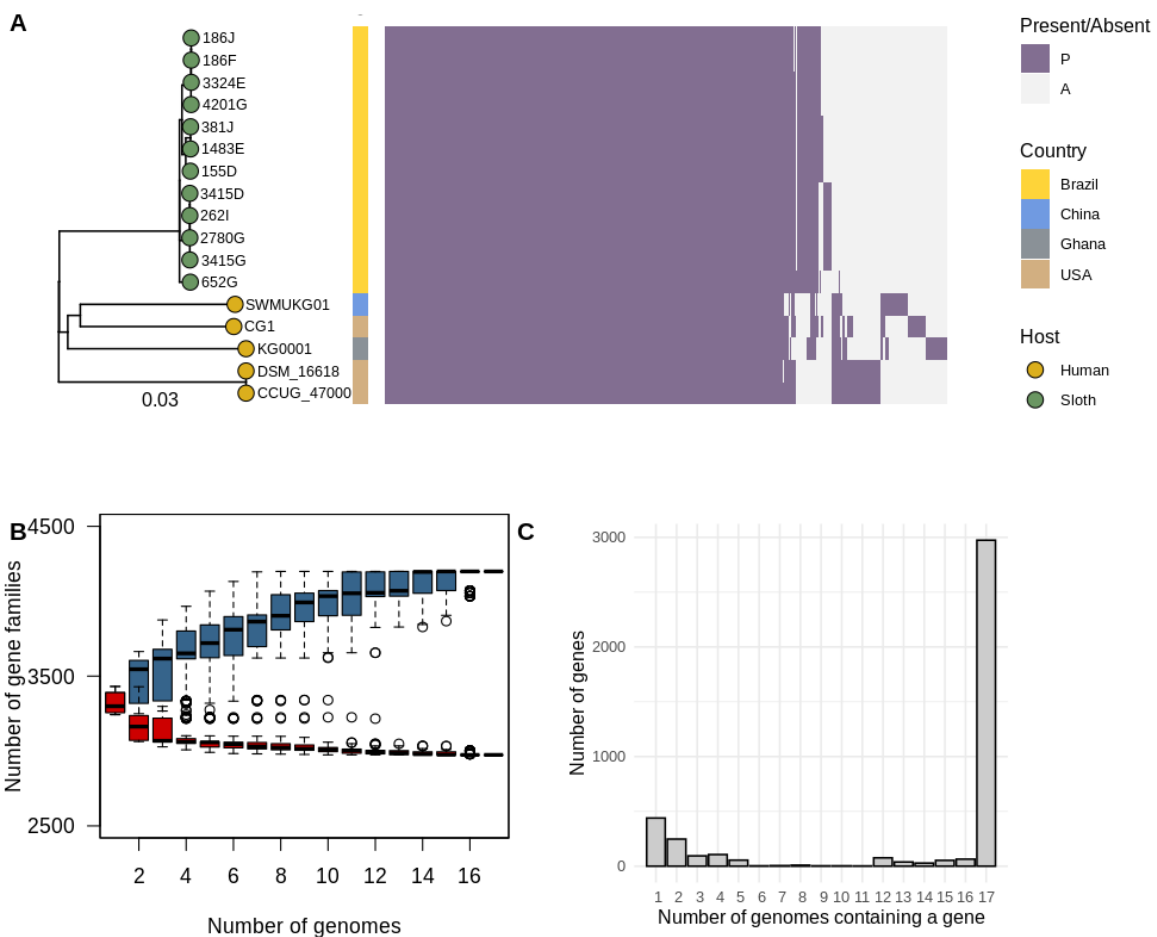 A
186J
186F
3324E
4201G
381J
1483E
155D
3415D
262I
2780G
3415G
652G
SWMUKG01
CG1
KG0001
DSM_16618
CCUG_47000
0.03
Present/Absent
P
A
Country
Brazil
China
Ghana
USA
Host
Human
Sloth
B
Number of gene families
4500
3500
2500
2 4 6 8 10 12 14 16
Number of genomes
C
Number of genes
3000
2000
1000
0
1 2 3 4 5 6 7 8 9 10 11 12 13 14 15 16 17
Number of genomes containing a gene